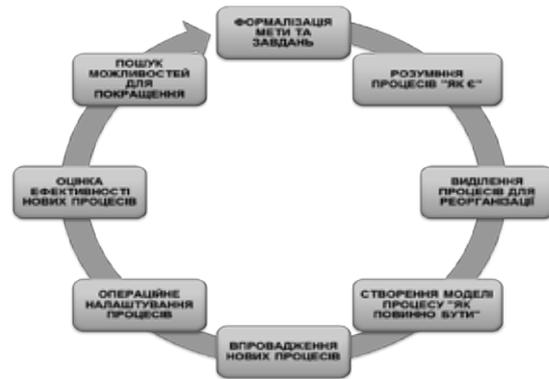 ФОРМАЛІЗАЦІЯ
МЕТИ ТА
ЗАВДАНЬ
РОЗУМІННЯ
ПРОЦЕСІВ "ЯК Є"
ВИДІЛЕННЯ
ПРОЦЕСІВ ДЛЯ
РЕОРГАНІЗАЦІЇ
СТВОРЕННЯ МОДЕЛІ
ПРОЦЕСУ "ЯК
ПОВИННО БУТИ"
ВПРОВАДЖЕННЯ
НОВИХ ПРОЦЕСІВ
ОПЕРАЦІЙНЕ
НАЛАШТУВАННЯ
ПРОЦЕСІВ
ОЦІНКА
ЕФЕКТИВНОСТІ
НОВИХ ПРОЦЕСІВ
ПОШУК
МОЖЛИВОСТЕЙ
ДЛЯ
ПОКРАЩЕННЯ